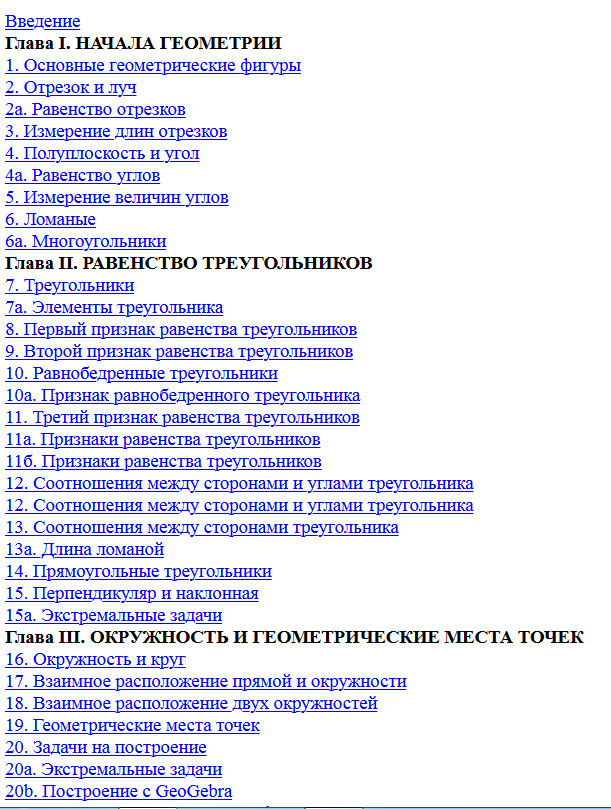 Введение
Глава I. НАЧАЛА ГЕОМЕТРИИ
1. Основные геометрические фигуры
2. Отрезок и луч
2а. Равенство отрезков
3. Измерение длин отрезков
4. Полуплоскость и угол
4а. Равенство углов
5. Измерение величин углов
6. Ломаные
6а. Многоугольники
Глава II. РАВЕНСТВО ТРЕУГОЛЬНИКОВ
7. Треугольники
7а. Элементы треугольника
8. Первый признак равенства треугольников
9. Второй признак равенства треугольников
10. Равнобедренные треугольники
10а. Признак равнобедренного треугольника
11. Третий признак равенства треугольников
11а. Признаки равенства треугольников
11б. Признаки равенства треугольников
12. Соотношения между сторонами и углами треугольника
12. Соотношения между сторонами и углами треугольника
13. Соотношения между сторонами треугольника
13а. Длина ломаной
14. Прямоугольные треугольники
15. Перпендикуляр и наклонная
15а. Экстремальные задачи
Глава III. ОКРУЖНОСТЬ И ГЕОМЕТРИЧЕСКИЕ МЕСТА ТОЧЕК
16. Окружность и круг
17. Взаимное расположение прямой и окружности
18. Взаимное расположение двух окружностей
19. Геометрические места точек
20. Задачи на построение
20а. Экстремальные задачи
20b. Построение с GeoGebra